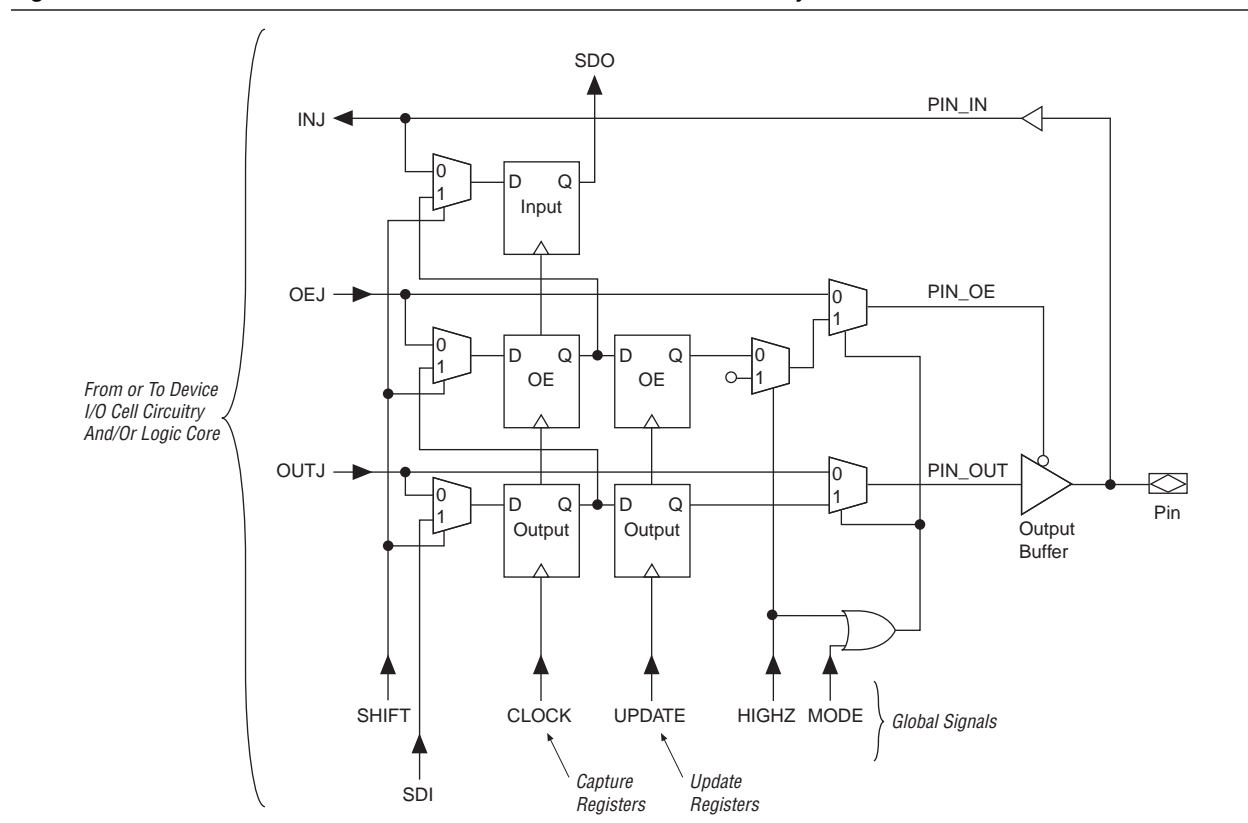 SDO
PIN_IN
INJ
0
1
D Q
Input
OEJ
0
1
PIN_OE
0
1
D Q
OE
D Q
OE
0
1
From or To Device
I/O Cell Circuitry
And/Or Logic Core
OUTJ
0
1
PIN_OUT
0
1
D Q
Output
D Q
Output
Output
Buffer
Pin
SHIFT
CLOCK
UPDATE
HIGHZ
MODE
Global Signals
SDI
Capture
Registers
Update
Registers